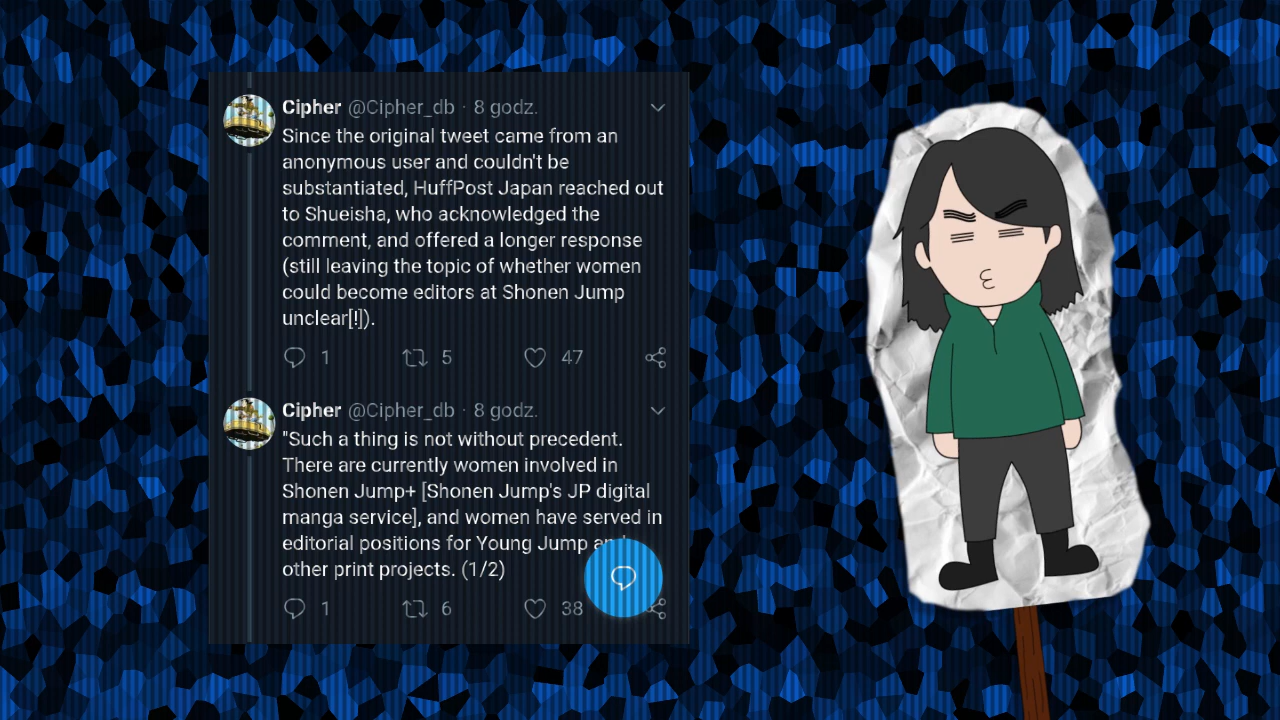 Cipher @Cipher_db · 8 godz.
Since the original tweet came from an
anonymous user and couldn't be
substantiated, HuffPost Japan reached out
to Shueisha, who acknowledged the
comment, and offered a longer response
(still leaving the topic of whether women
could become editors at Shonen Jump
unclear[!]).
1 5 47
Cipher @Cipher_db · 8 godz.
"Such a thing is not without precedent.
There are currently women involved in
Shonen Jump+ [Shonen Jump's JP digital
manga service], and women have served in
editorial positions for Young Jump and
other print projects. (1/2)
1 6 38